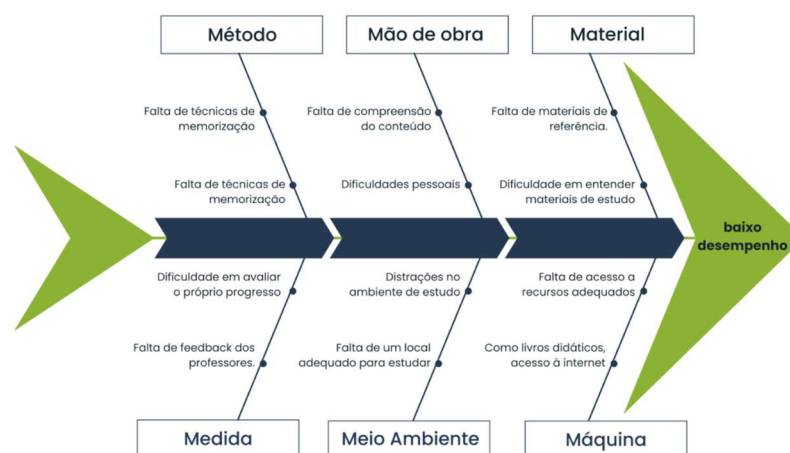 Método
Mão de obra
Material
Falta de técnicas de
memorização
Falta de compreensão
do conteúdo
Falta de materiais de
referência.
Falta de técnicas de
memorização
Dificuldades pessoais
Dificuldade em entender
materiais de estudo
baixo
desempenho
Dificuldade em avaliar
o próprio progresso
Distrações no
ambiente de estudo
Falta de acesso a
recursos adequados
Falta de feedback dos
professores.
Falta de um local
adequado para estudar
Como livros didáticos,
acesso à internet
Medida
Meio Ambiente
Máquina